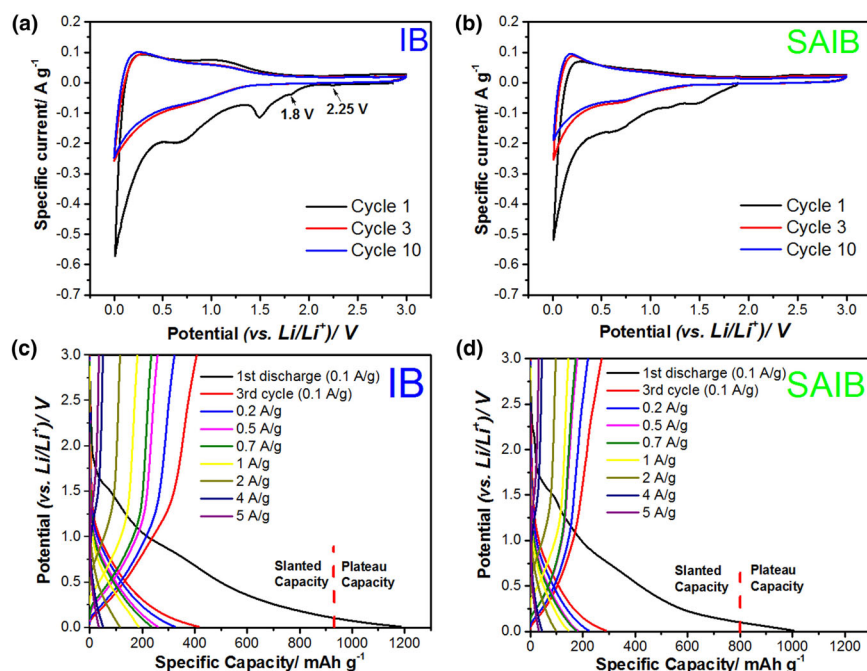 (a)
IB
0.2
0.1
0.0
-0.1
-0.2
-0.3
-0.4
-0.5
-0.6
-0.7
Specific current/ A g-1
1.8 V
2.25 V
Cycle 1
Cycle 3
Cycle 10
0.0 0.5 1.0 1.5 2.0 2.5 3.0
Potential (vs. Li/Li+)/ V
(b)
SAIB
0.2
0.1
0.0
-0.1
-0.2
-0.3
-0.4
-0.5
-0.6
-0.7
Specific current/ A g-1
Cycle 1
Cycle 3
Cycle 10
0.0 0.5 1.0 1.5 2.0 2.5 3.0
Potential (vs. Li/Li+)/ V
(c)
IB
3.0
2.5
2.0
1.5
1.0
0.5
0.0
Potential (vs. Li/Li+)/ V
1st discharge (0.1 A/g)
3rd cycle (0.1 A/g)
0.2 A/g
0.5 A/g
0.7 A/g
1 A/g
2 A/g
4 A/g
5 A/g
Slanted Plateau
Capacity Capacity
0 200 400 600 800 1000 1200
Specific Capacity/ mAh g-1
(d)
SAIB
3.0
2.5
2.0
1.5
1.0
0.5
0.0
Potential (vs. Li/Li+)/ V
1st discharge (0.1 A/g)
3rd cycle (0.1 A/g)
0.2 A/g
0.5 A/g
0.7 A/g
1 A/g
2 A/g
4 A/g
5 A/g
Slanted Plateau
Capacity Capacity
0 200 400 600 800 1000 1200
Specific Capacity/ mAh g-1